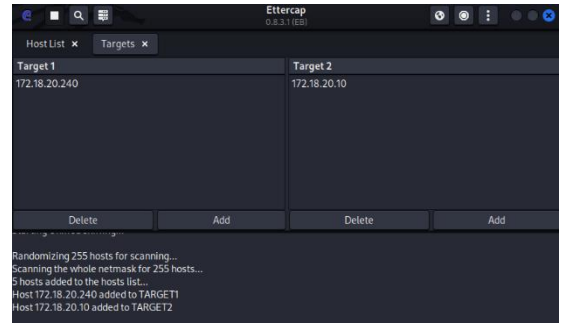 Ettercap
0.8.3.1 (EB)
Host List ×
Targets ×
Target 1
Target 2
172.18.20.240
172.18.20.10
Delete
Add
Delete
Add
Randomizing 255 hosts for scanning...
Scanning the whole netmask for 255 hosts...
5 hosts added to the hosts list...
Host 172.18.20.240 added to TARGET1
Host 172.18.20.10 added to TARGET2